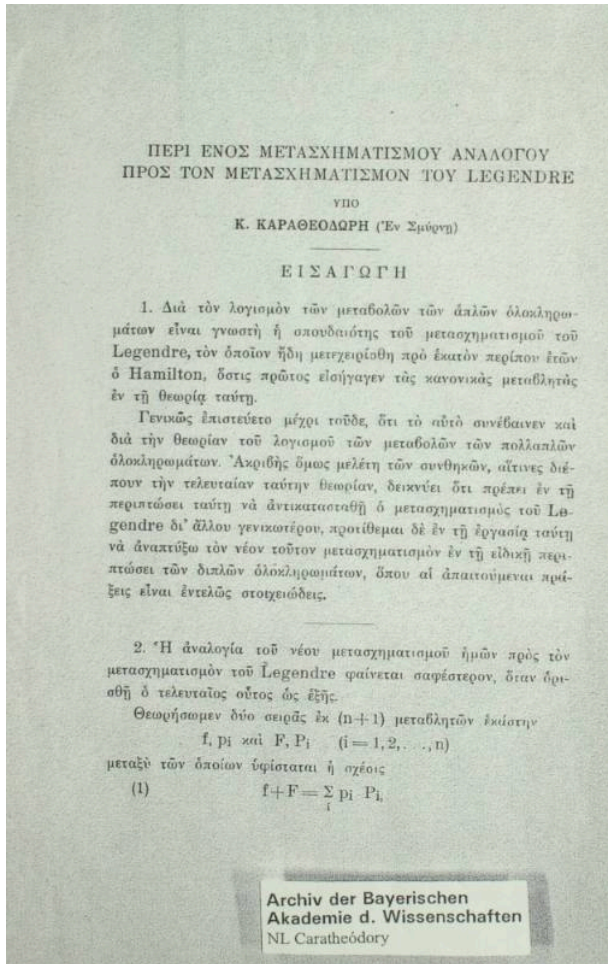 ΠΕΡΙ ΕΝΟΣ ΜΕΤΑΣΧΗΜΑΤΙΣΜΟΥ ΑΝΑΛΟΓΟΥ
ΠΡΟΣ ΤΟΝ ΜΕΤΑΣΧΗΜΑΤΙΣΜΟΝ ΤΟΥ LEGENDRE
ΥΠΟ
Κ. ΚΑΡΑΘΕΟΔΩΡΗ (Ἐν Σμύρνῃ)
ΕΙΣΑΓΩΓΗ
1. Διὰ τὸν λογισμὸν τῶν μεταβολῶν τῶν ἁπλῶν ὁλοκληρω-
μάτων εἶναι γνωστὴ ἡ σπουδαιότης τοῦ μετασχηματισμοῦ τοῦ
Legendre, τὸν ὁποῖον ἤδη μετεχειρίσθη πρὸ ἑκατὸν περίπου ἐτῶν
ὁ Hamilton, ὅστις πρῶτος εἰσήγαγεν τὰς κανονικὰς μεταβλητὰς
ἐν τῇ θεωρίᾳ ταύτῃ.
Γενικῶς ἐπιστεύετο μέχρι τοῦδε, ὅτι τὸ αὐτὸ συνέβαινεν καὶ
διὰ τὴν θεωρίαν τοῦ λογισμοῦ τῶν μεταβολῶν τῶν πολλαπλῶν
ὁλοκληρωμάτων. Ἀκριβὴς ὅμως μελέτη τῶν συνθηκῶν, αἵτινες διέ-
πουν τὴν τελευταίαν ταύτην θεωρίαν, δεικνύει ὅτι πρέπει ἐν τῇ
περιπτώσει ταύτῃ νὰ ἀντικατασταθῇ ὁ μετασχηματισμὸς τοῦ Le-
gendre δι' ἄλλου γενικωτέρου, προτίθεμαι δὲ ἐν τῇ ἐργασίᾳ ταύτῃ
νὰ ἀναπτύξω τὸν νέον τοῦτον μετασχηματισμὸν ἐν τῇ εἰδικῇ περι-
πτώσει τῶν διπλῶν ὁλοκληρωμάτων, ὅπου αἱ ἀπαιτούμεναι πρά-
ξεις εἶναι ἐντελῶς στοιχειώδεις.
2. Ἡ ἀναλογία τοῦ νέου μετασχηματισμοῦ ἡμῶν πρὸς τὸν
μετασχηματισμὸν τοῦ Legendre φαίνεται σαφέστερον, ὅταν ὁρι-
σθῇ ὁ τελευταῖος οὗτος ὡς ἑξῆς.
Θεωρήσωμεν δύο σειρᾶς ἐκ (n+1) μεταβλητῶν ἑκάστην
f, pi καὶ F, Pi (i = 1, 2, . . ., n)
μεταξὺ τῶν ὁποίων ὑφίσταται ἡ σχέσις
(1) f+F = Σ pi Pi,
i
Archiv der Bayerischen
Akademie d. Wissenschaften
NL Caratheódory